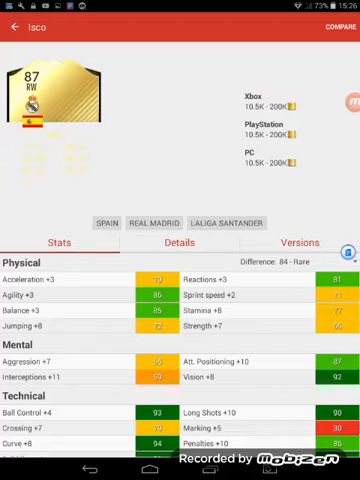 73% 15:26
Isco
COMPARE
87
RW
Xbox
10.5K - 200K
PlayStation
10.5K - 200K
PC
10.5K - 200K
SPAIN
REAL MADRID
LALIGA SANTANDER
Stats
Details
Versions
Physical
Difference: 84 - Rare
Acceleration +3
Reactions +3 81
Agility +3 86
Sprint speed +2 71
Balance +3 85
Stamina +8 77
Jumping +8 72
Strength +7
Mental
Aggression +7
Att. Positioning +10 87
Interceptions +11 59
Vision +8 92
Technical
Ball Control +4 93
Long Shots +10 90
Crossing +7 79
Marking +5 30
Curve +8 94
Penalties +10 86
Recorded by mobizen